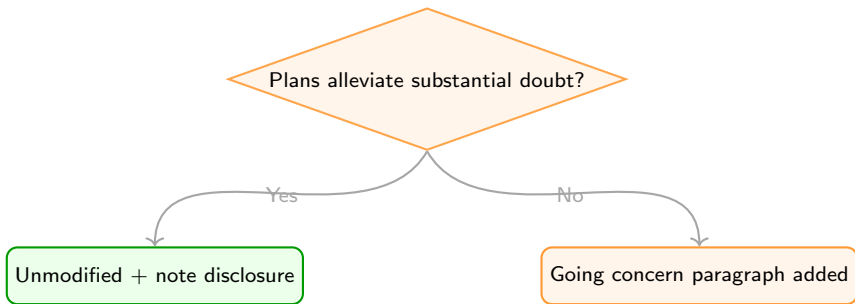 Plans alleviate substantial doubt?
Yes
No
Unmodified + note disclosure
Going concern paragraph added